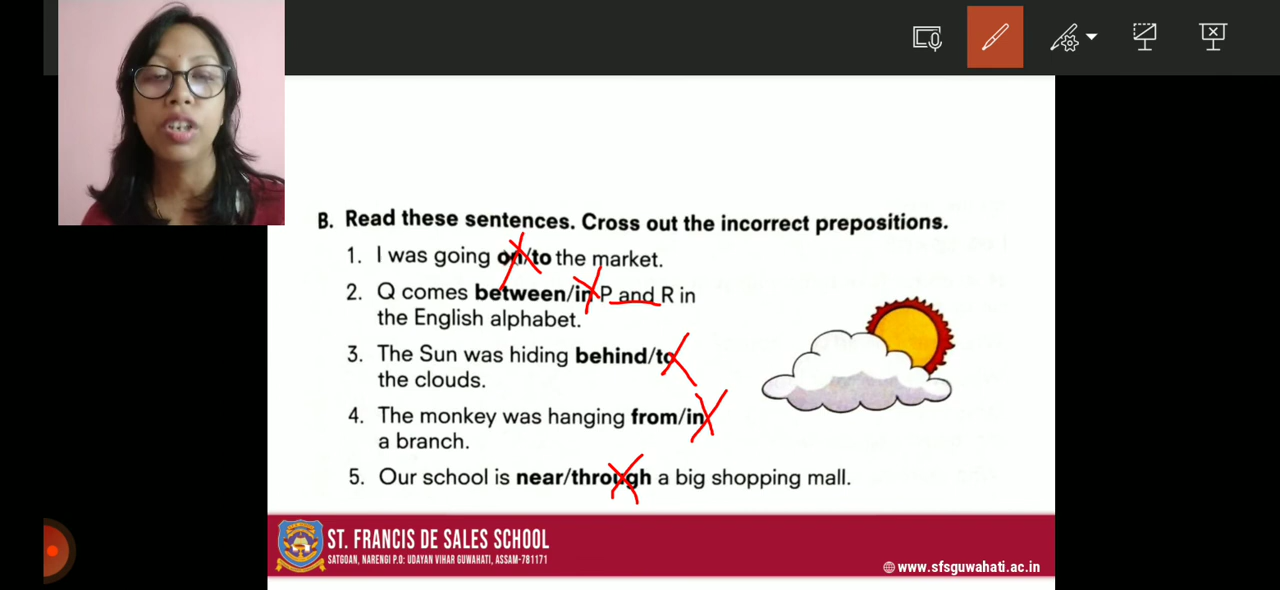 B. Read these sentences. Cross out the incorrect prepositions.
1. I was going on/to the market.
2. Q comes between/in P and R in
the English alphabet.
3. The Sun was hiding behind/to
the clouds.
4. The monkey was hanging from/in
a branch.
5. Our school is near/through a big shopping mall.
ST. FRANCIS DE SALES SCHOOL
SATGOAN, NARENGI P.O: UDAYAN VIHAR GUWAHATI, ASSAM-781171
www.sfsguwahati.ac.in